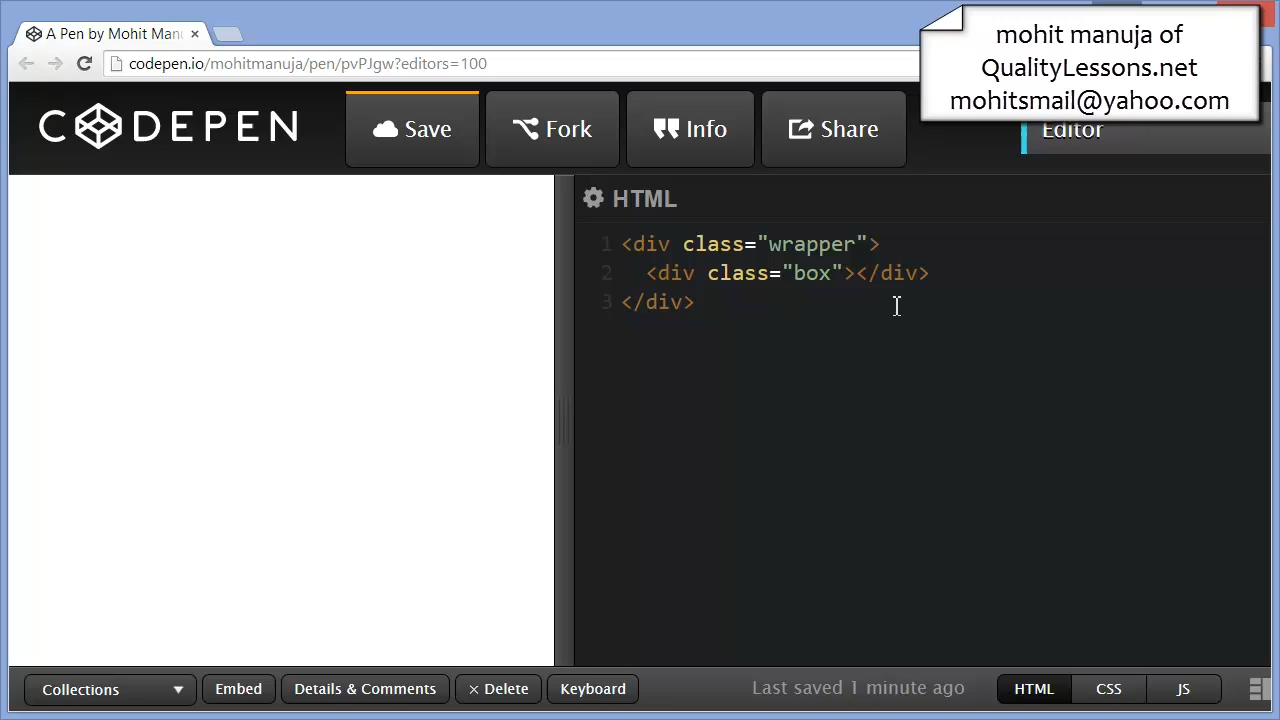 A Pen by Mohit Man
codepen.io/mohitmanuja/pen/pvPJgw?editors=100
mohit manuja of
QualityLessons.net
mohitsmail@yahoo.com
CODEPEN
Save
Fork
Info
Share
Editor
HTML
1 <div class="wrapper">
2 <div class="box"></div>
3 </div>
Collections
Embed
Details & Comments
× Delete
Keyboard
Last saved 1 minute ago
HTML
CSS
JS